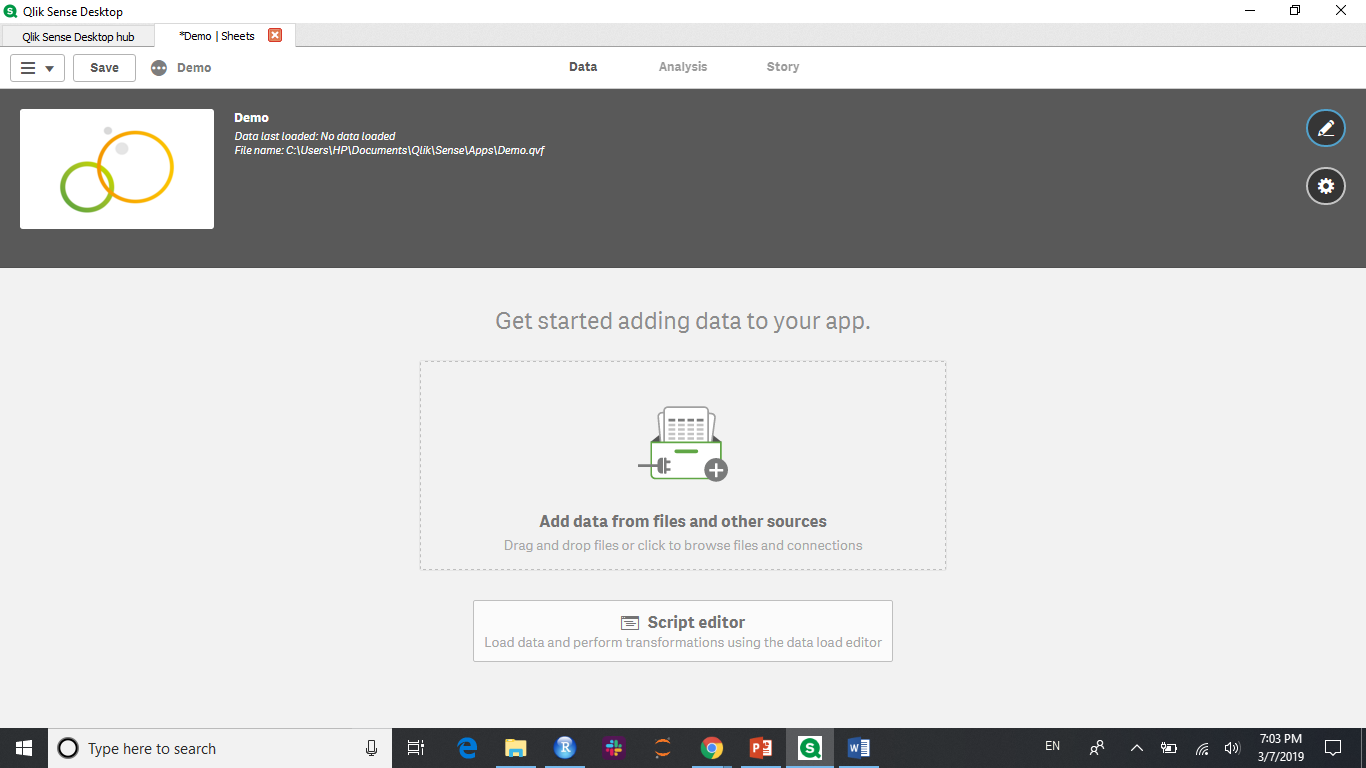 Qlik Sense Desktop
Qlik Sense Desktop hub
*Demo | Sheets
Save
Demo
Data
Analysis
Story
Demo
Data last loaded: No data loaded
File name: C:\Users\HP\Documents\Qlik\Sense\Apps\Demo.qvf
Get started adding data to your app.
Add data from files and other sources
Drag and drop files or click to browse files and connections
Script editor
Load data and perform transformations using the data load editor
Type here to search
EN
7:03 PM
3/7/2019